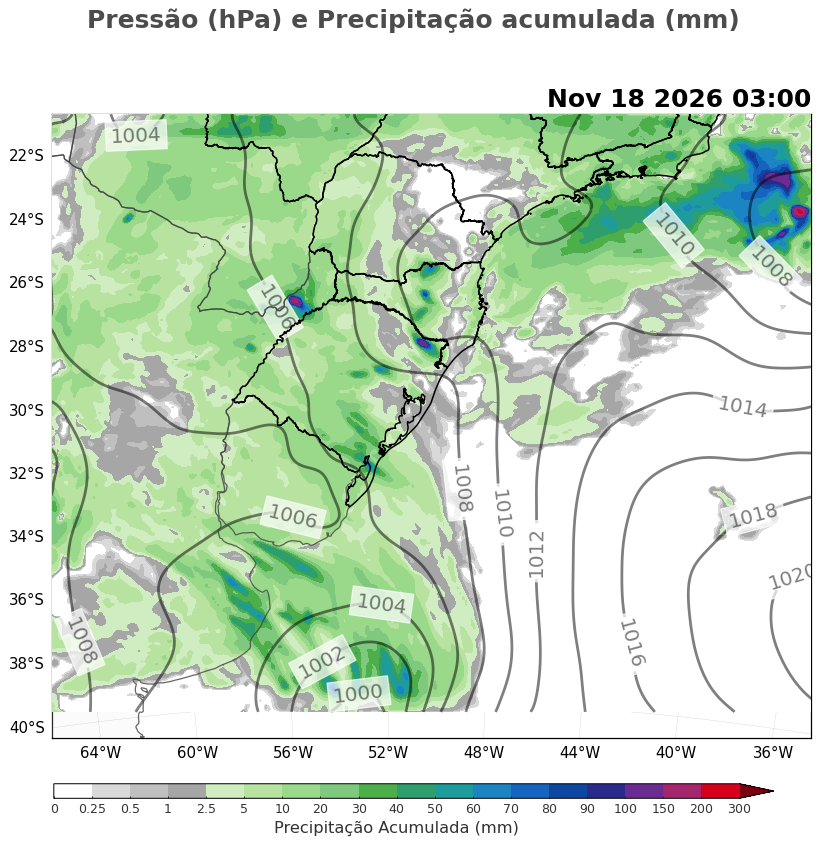 Pressão (hPa) e Precipitação acumulada (mm)
Nov 18 2026 03:00
1004
22°S
24°S
1010
1008
26°S
1006
28°S
1014
30°S
32°S
1008
1010
1018
34°S
1006
1012
1020
36°S
1004
1016
1008
38°S
1002
1000
40°S
64°W 60°W 56°W 52°W 48°W 44°W 40°W 36°W
0 0.25 0.5 1 2.5 5 10 20 30 40 50 60 70 80 90 100 150 200 300
Precipitação Acumulada (mm)